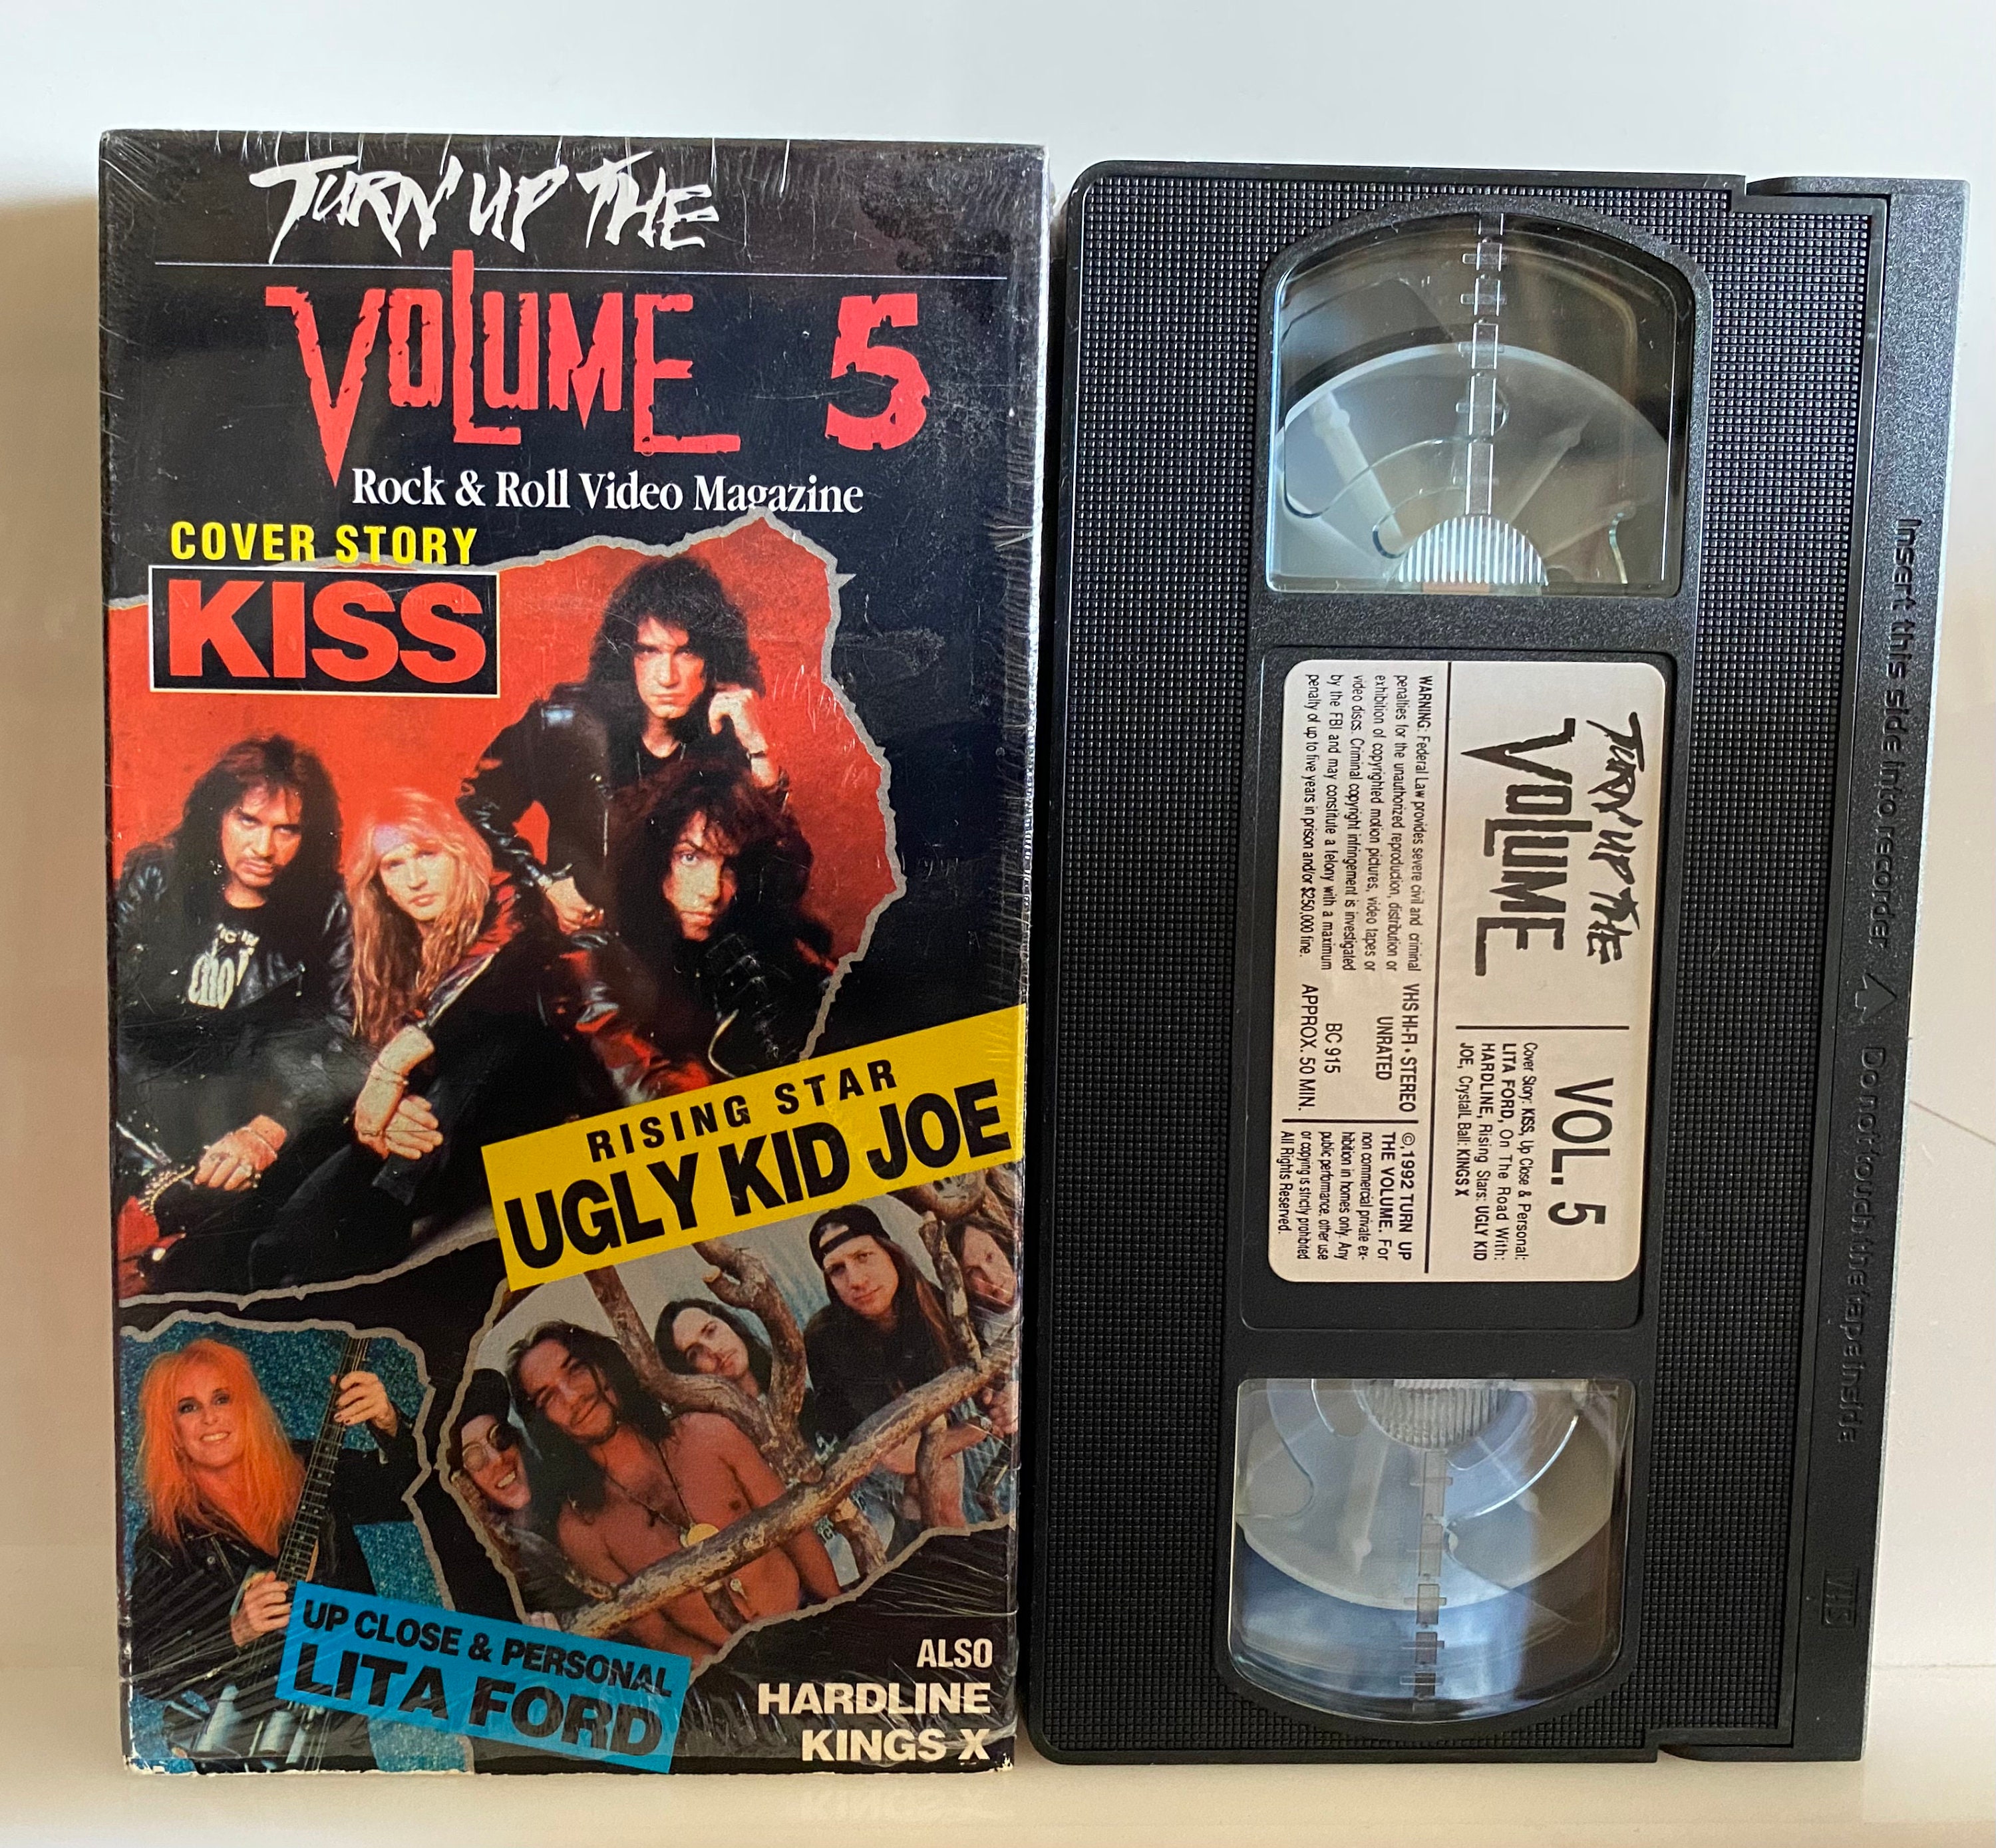 TURN UP THE
VOLUME 5
Rock & Roll Video Magazine
COVER STORY
KISS
RISING STAR
UGLY KID JOE
UP CLOSE & PERSONAL
LITA FORD
ALSO
HARDLINE
KINGS X
TURN UP THE
VOLUME
VOL. 5
Cover Story: KISS, Up Close & Personal:
LITA FORD, On The Road With:
HARDLINE, Rising Stars: UGLY KID
JOE, Crystall Ball: KINGS X
WARNING: Federal Law provides severe civil and criminal
penalties for the unauthorized reproduction, distribution or
exhibition of copyrighted motion pictures, video tapes or
video discs. Criminal copyright infringement is investigated
by the FBI and may constitute a felony with a maximum
penalty of up to five years in prison and/or $250,000 fine.
VHS HI-FI • STEREO
UNRATED
BC 915
APPROX. 50 MIN.
©, 1992 TURN UP
THE VOLUME. For
non commercial private ex-
hibition in homes only. Any
public performance, other use
or copying is strictly prohibited
All Rights Reserved.
Insert this side into recorder △ Do not touch the tape inside
VHS